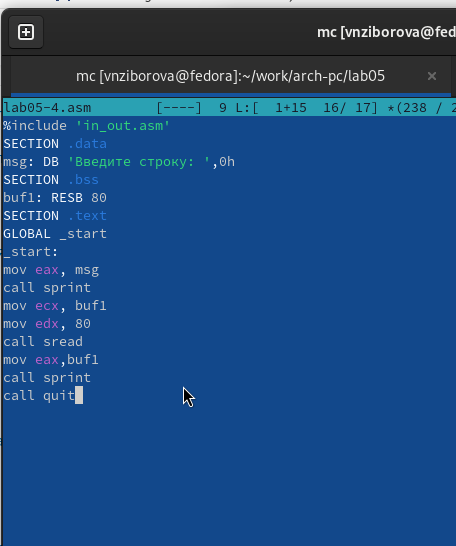 mc [vnziborova@fed
mc [vnziborova@fedora]:~/work/arch-pc/lab05
lab05-4.asm [----] 9 L:[ 1+15 16/ 17] *(238 / 2
%include 'in_out.asm'
SECTION .data
msg: DB 'Введите строку: ',0h
SECTION .bss
buf1: RESB 80
SECTION .text
GLOBAL _start
_start:
mov eax, msg
call sprint
mov ecx, buf1
mov edx, 80
call sread
mov eax,buf1
call sprint
call quit